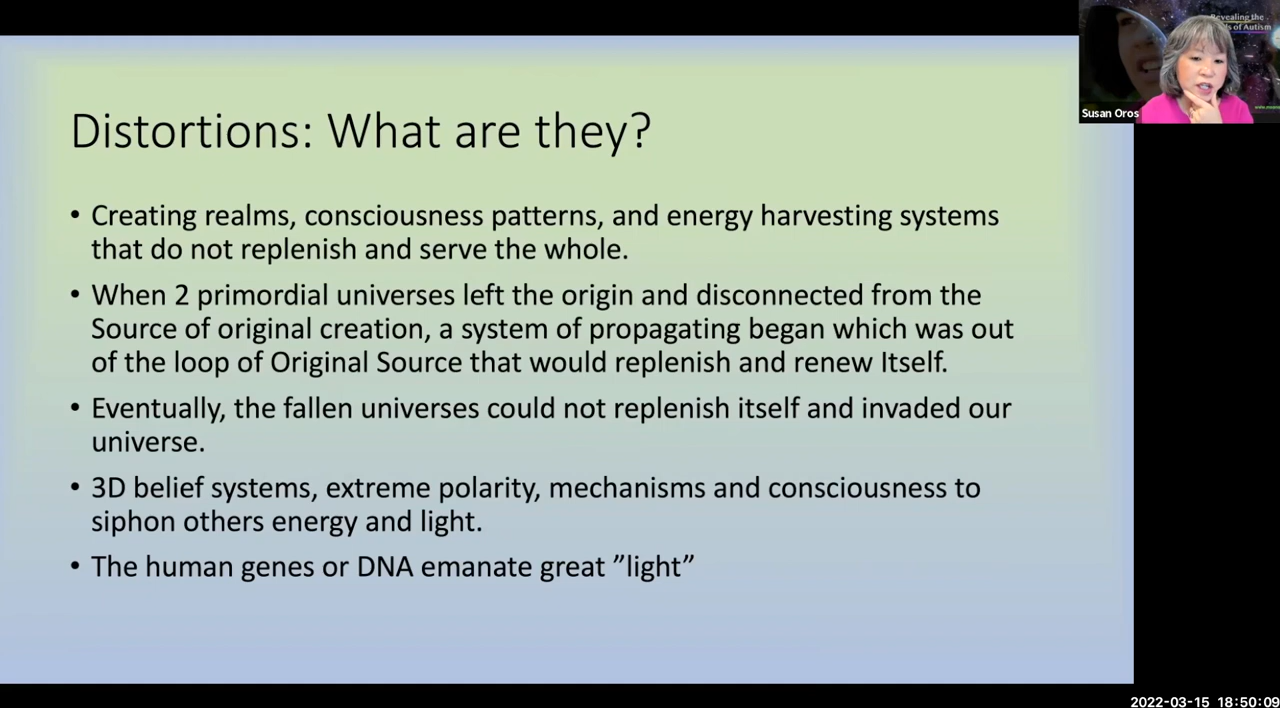 Revealing the
of Autism
Susan Oros
Distortions: What are they?
• Creating realms, consciousness patterns, and energy harvesting systems
that do not replenish and serve the whole.
• When 2 primordial universes left the origin and disconnected from the
Source of original creation, a system of propagating began which was out
of the loop of Original Source that would replenish and renew Itself.
• Eventually, the fallen universes could not replenish itself and invaded our
universe.
• 3D belief systems, extreme polarity, mechanisms and consciousness to
siphon others energy and light.
• The human genes or DNA emanate great ”light”
2022-03-15 18:50:09